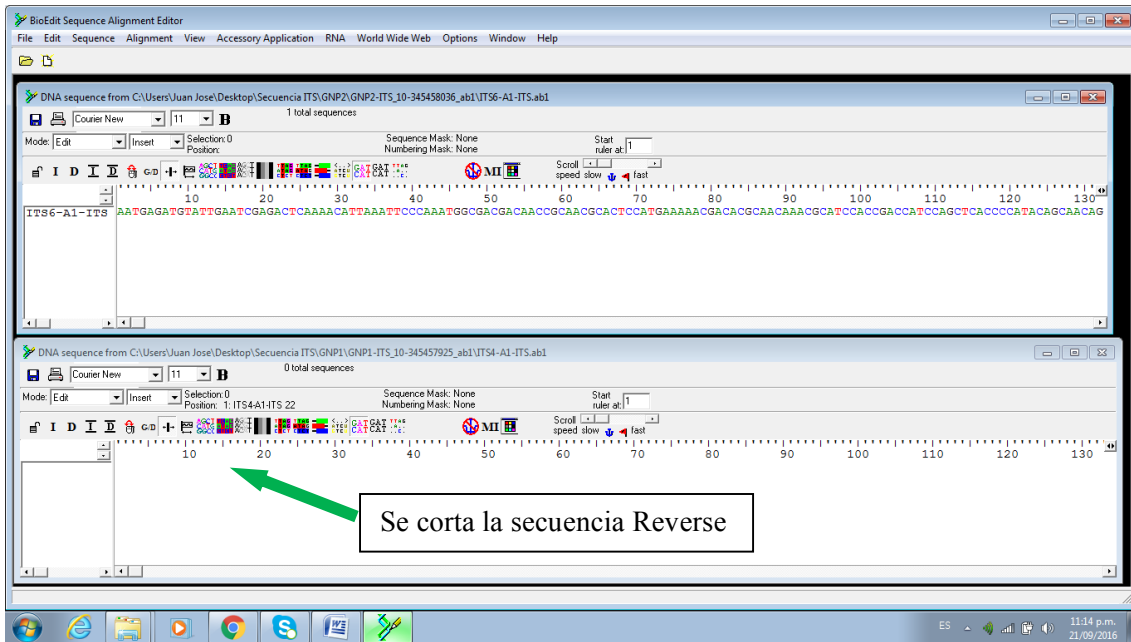 BioEdit Sequence Alignment Editor
File Edit Sequence Alignment View Accessory Application RNA World Wide Web Options Window Help
DNA sequence from C:\Users\Juan Jose\Desktop\Secuencia ITS\GNP2\GNP2-ITS_10-345458036_ab1\ITS6-A1-ITS.ab1
Courier New 11 B 1 total sequences
Mode: Edit Insert Selection: 0 Position: Sequence Mask: None Numbering Mask: None Start ruler at: 1
I D I D G/D MI Scroll speed slow fast
10 20 30 40 50 60 70 80 90 100 110 120 130
ITS6-A1-ITS AATGAGATGTATTGAATCGAGACTCAAAACATTAAATTCCCAAATGGCGACGACAACCGCAACGCACTCCATGAAAAACGACACGCAACAAACGCATCCACCGACCATCCAGCTCACCCCATACAGCAACAG
DNA sequence from C:\Users\Juan Jose\Desktop\Secuencia ITS\GNP1\GNP1-ITS_10-345457925_ab1\ITS4-A1-ITS.ab1
Courier New 11 B 0 total sequences
Mode: Edit Insert Selection: 0 Position: 1: ITS4-A1-ITS 22 Sequence Mask: None Numbering Mask: None Start ruler at: 1
I D I D G/D MI Scroll speed slow fast
10 20 30 40 50 60 70 80 90 100 110 120 130
Se corta la secuencia Reverse
ES 11:14 p.m.
21/09/2016